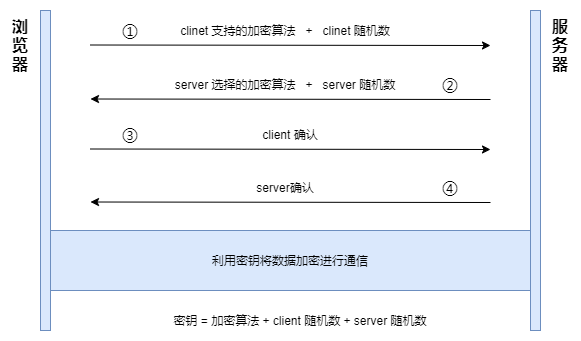 浏览器
服务器
① clinet 支持的加密算法 + clinet 随机数
server 选择的加密算法 + server 随机数 ②
③ client 确认
server确认 ④
利用密钥将数据加密进行通信
密钥 = 加密算法 + client 随机数 + server 随机数